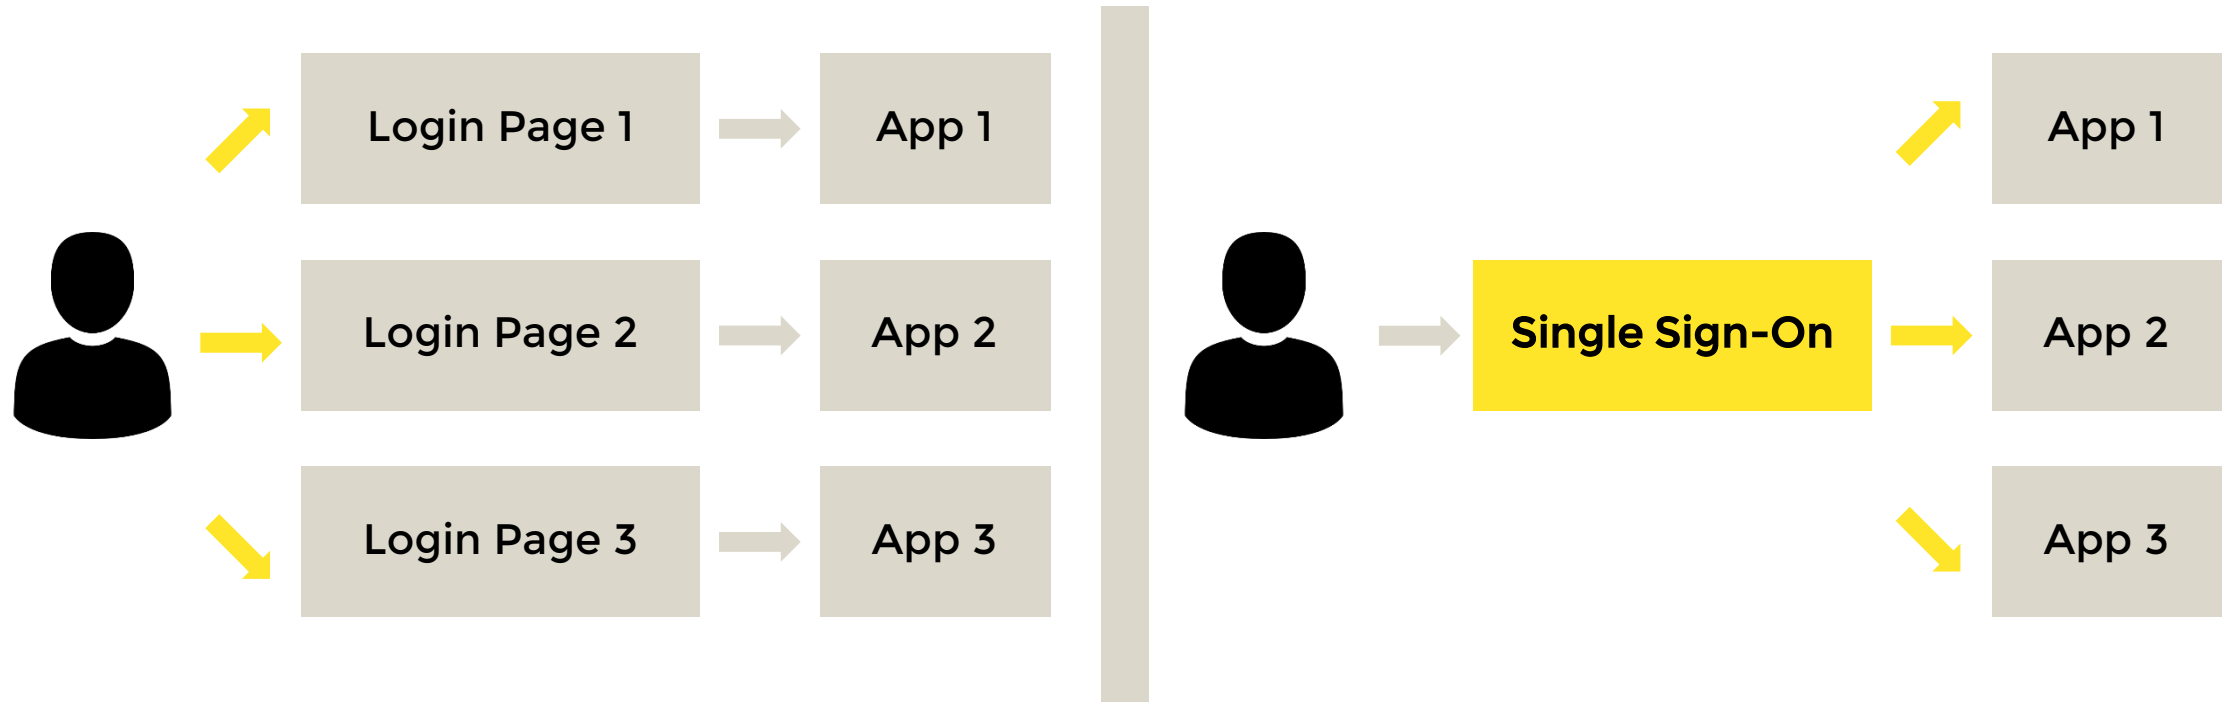 Login Page 1
App 1
Login Page 2
App 2
Login Page 3
App 3
Single Sign-On
App 1
App 2
App 3